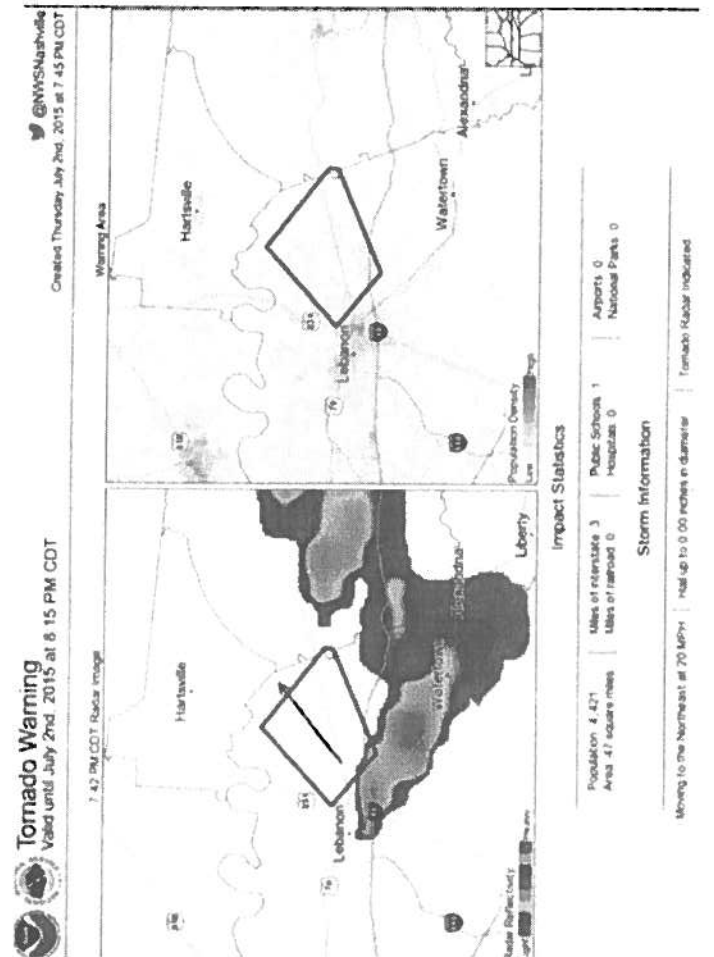 Tornado Warning
Valid until July 2nd, 2015 at 8 15 PM CDT
@NWSNashville
Created Thursday July 2nd, 2015 at 7 45 PM CDT
7 42 PM CDT Radar Image
Hartsville
Lebanon
Watertown
Alexandria
Liberty
Radar Reflectivity
Warning Area
Hartsville
Lebanon
Watertown
Alexandria
Population Density
Low
High
Impact Statistics
Population 4,421 | Miles of interstate 3 | Public Schools 1 | Airports 0
Area 47 square miles | Miles of railroad 0 | Hospitals 0 | National Parks 0
Storm Information
Moving to the Northeast at 20 MPH | Hail up to 0 00 inches in diameter | Tornado Radar Indicated